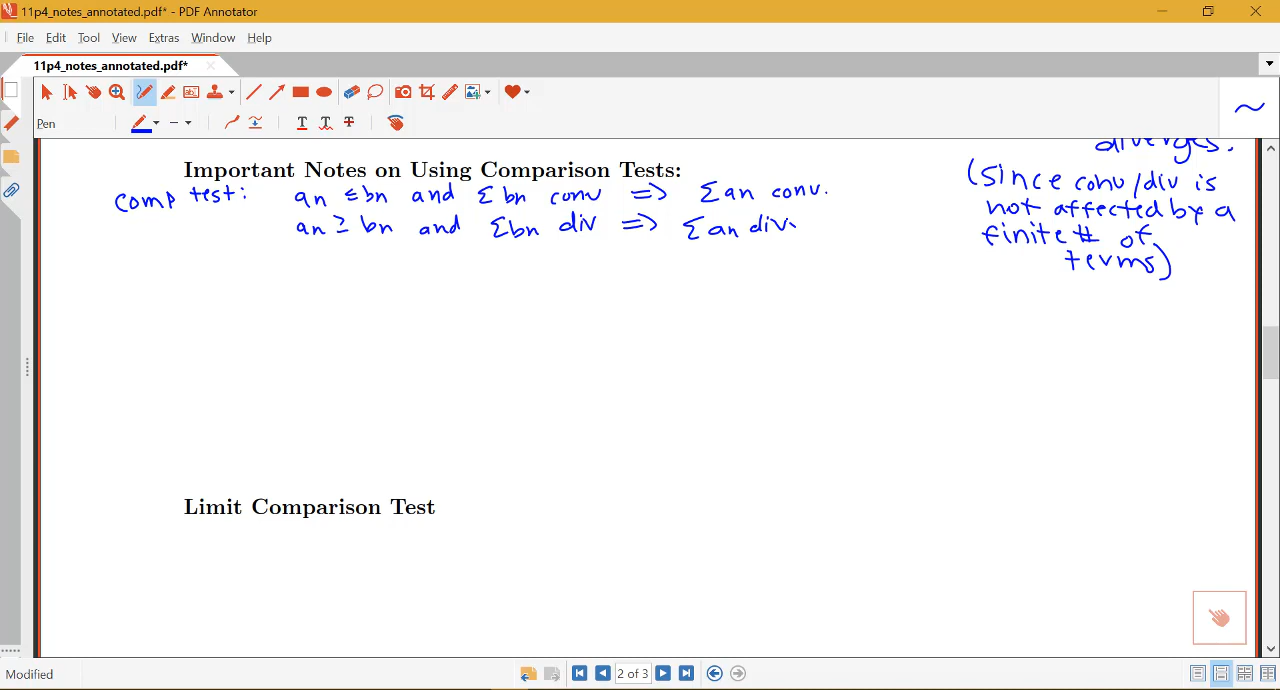 11p4_notes_annotated.pdf* - PDF Annotator
File Edit Tool View Extras Window Help
11p4_notes_annotated.pdf*
Pen
diverges.
Important Notes on Using Comparison Tests:
comp test: an ≤ bn and Σ bn conv => Σ an conv.
an ≥ bn and Σ bn div => Σ an div
(since conv/div is
not affected by a
finite # of
terms)
Limit Comparison Test
Modified
2 of 3